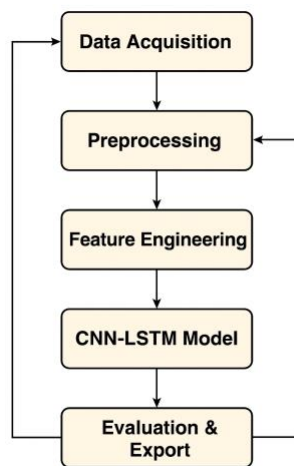 Data Acquisition
Preprocessing
Feature Engineering
CNN-LSTM Model
Evaluation &
Export